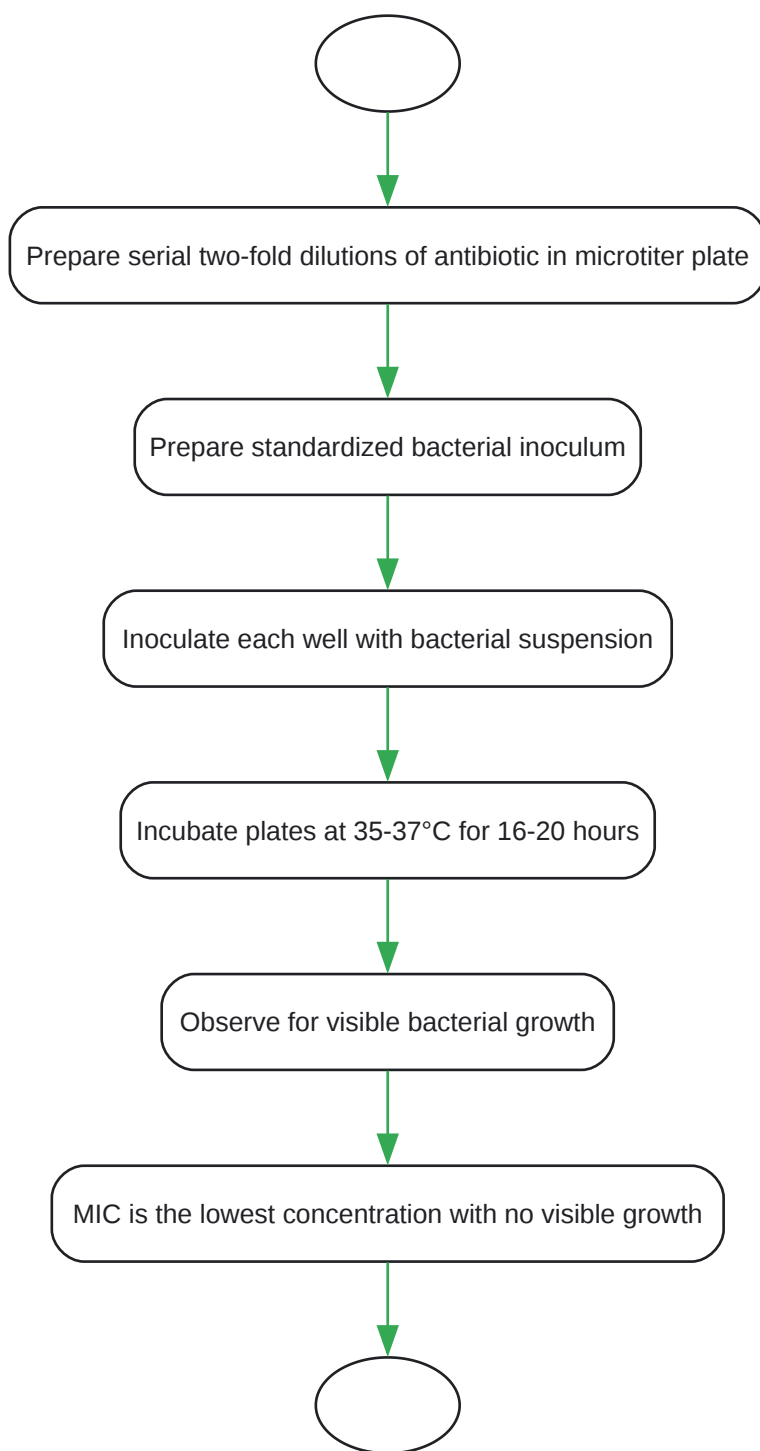 Prepare serial two-fold dilutions of antibiotic in microtiter plate
Prepare standardized bacterial inoculum
Inoculate each well with bacterial suspension
Incubate plates at 35-37°C for 16-20 hours
Observe for visible bacterial growth
MIC is the lowest concentration with no visible growth